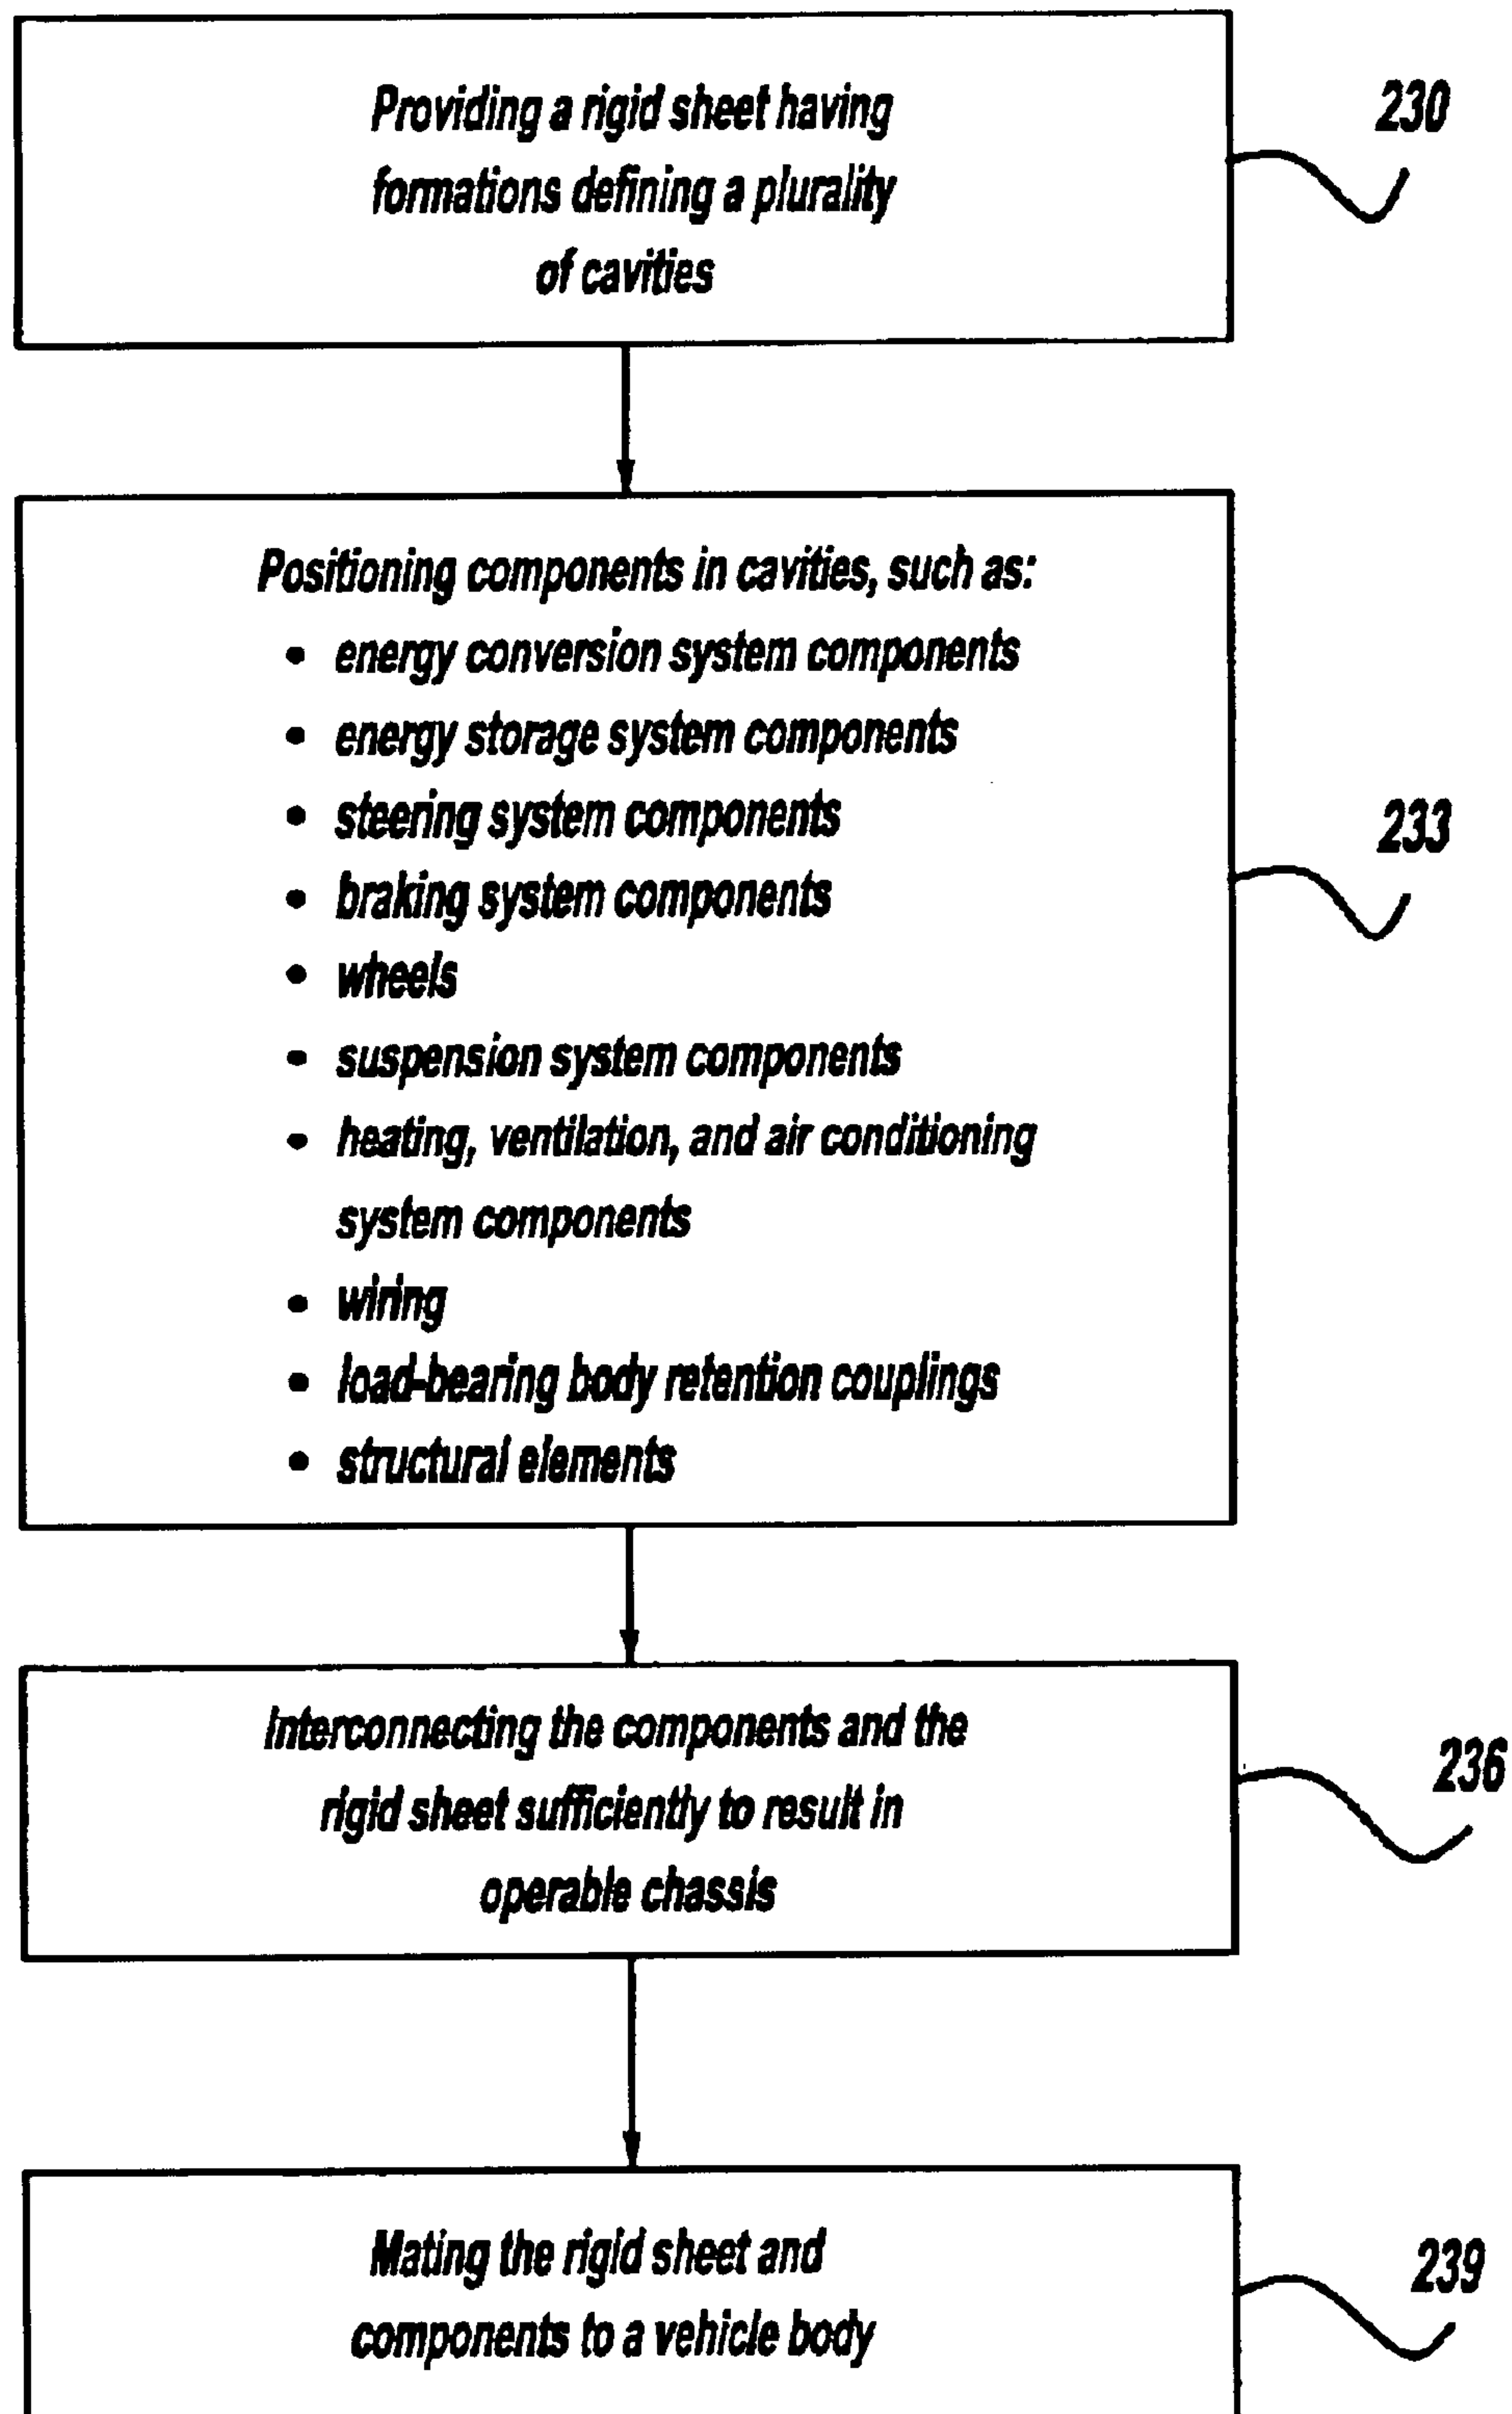 Providing a rigid sheet having
formations defining a plurality
of cavities
230
Positioning components in cavities, such as:
• energy conversion system components
• energy storage system components
• steering system components
• braking system components
• wheels
• suspension system components
• heating, ventilation, and air conditioning
system components
• wiring
• load-bearing body retention couplings
• structural elements
233
Interconnecting the components and the
rigid sheet sufficiently to result in
operable chassis
236
Mating the rigid sheet and
components to a vehicle body
239